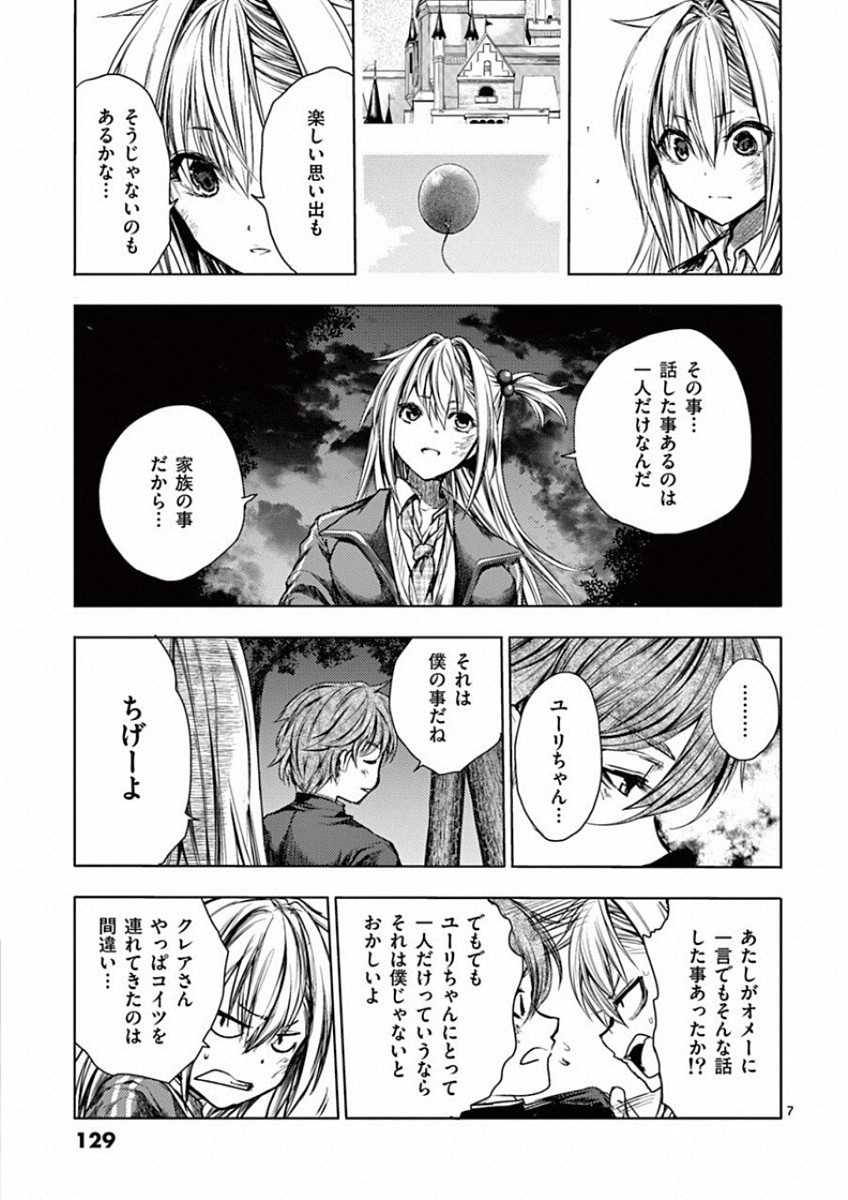 楽しい思い出も
そうじゃないのも
あるかな…
その事…
話した事あるのは
一人だけなんだ
家族の事
だから…
………
ユーリちゃん…
それは
僕の事だね
ちげーよ
あたしがオメーに
一言でもそんな話
した事あったか!?
でもでも
ユーリちゃんにとって
一人だけっていうなら
それは僕じゃないと
おかしいよ
クレアさん
やっぱコイツを
連れてきたのは
間違い…
7
129